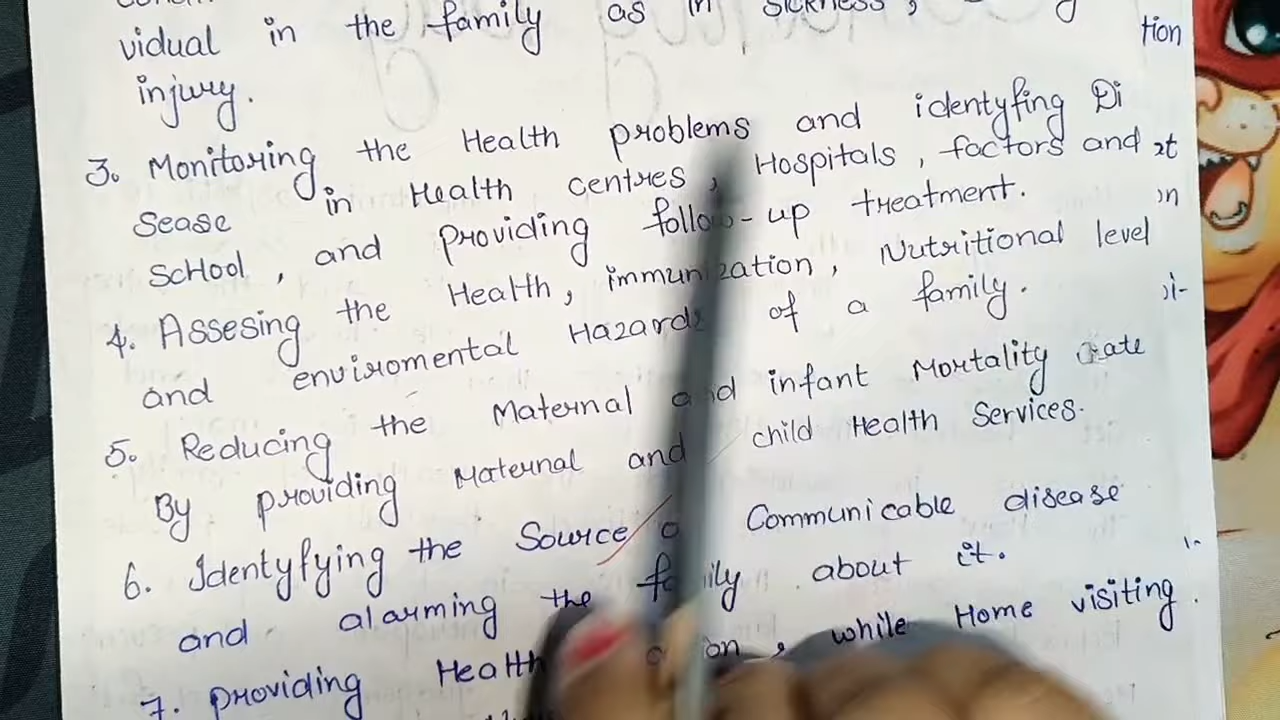 vidual in the family as in sickness,
injury.
3. Monitoring the Health problems and identyfing Di
sease in Health centres, Hospitals, factors and
School, and providing follow-up treatment.
4. Assesing the Health, immunization, Nutritional level
and enviromental Hazards of a family.
5. Reducing the Maternal and infant Mortality rate
By providing Maternal and child Health Services.
6. Identyfying the Source Communicable disease
and alarming the family about it.
7. providing Health while Home visiting.
tion